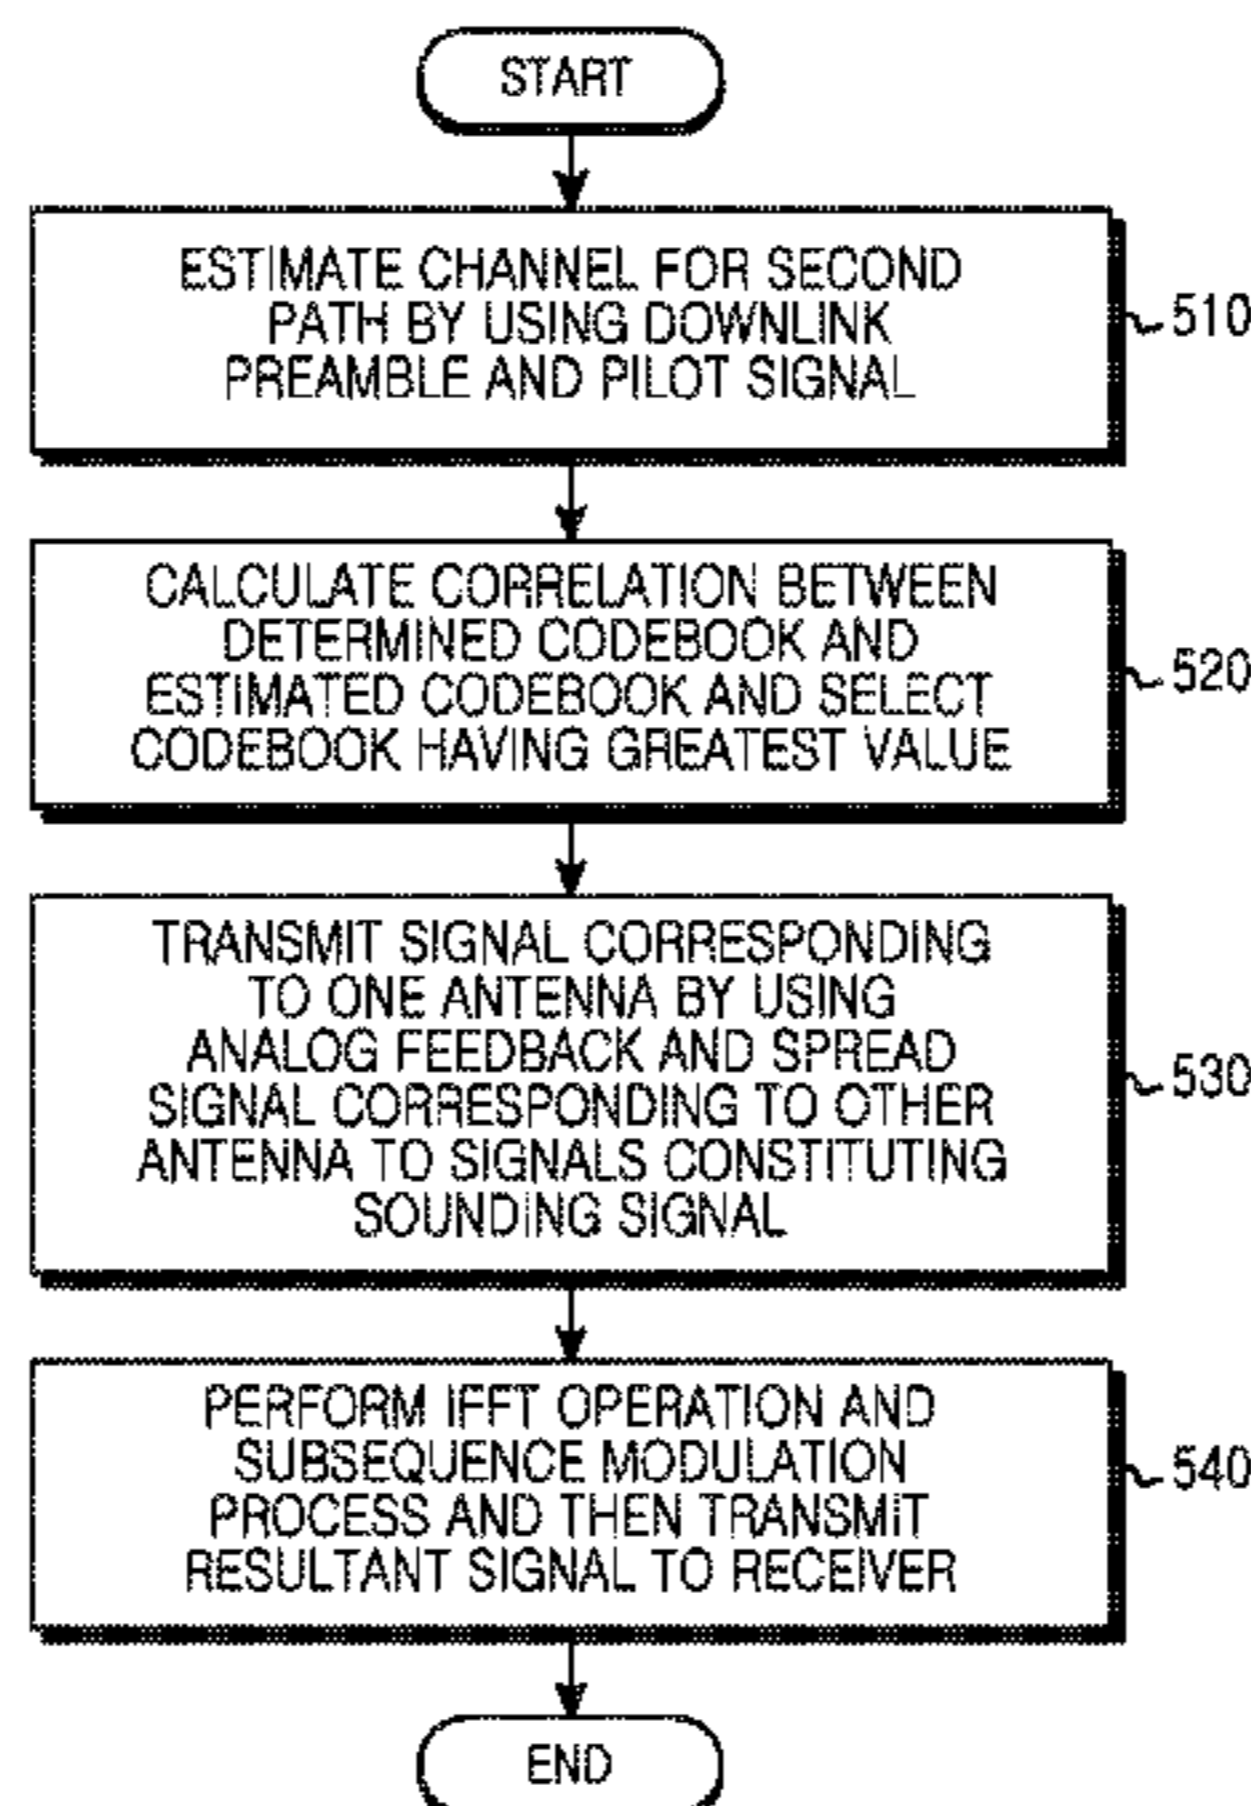 START
ESTIMATE CHANNEL FOR SECOND
PATH BY USING DOWNLINK
PREAMBLE AND PILOT SIGNAL
510
CALCULATE CORRELATION BETWEEN
DETERMINED CODEBOOK AND
ESTIMATED CODEBOOK AND SELECT
CODEBOOK HAVING GREATEST VALUE
520
TRANSMIT SIGNAL CORRESPONDING
TO ONE ANTENNA BY USING
ANALOG FEEDBACK AND SPREAD
SIGNAL CORRESPONDING TO OTHER
ANTENNA TO SIGNALS CONSTITUTING
SOUNDING SIGNAL
530
PERFORM IFFT OPERATION AND
SUBSEQUENCE MODULATION
PROCESS AND THEN TRANSMIT
RESULTANT SIGNAL TO RECEIVER
540
END